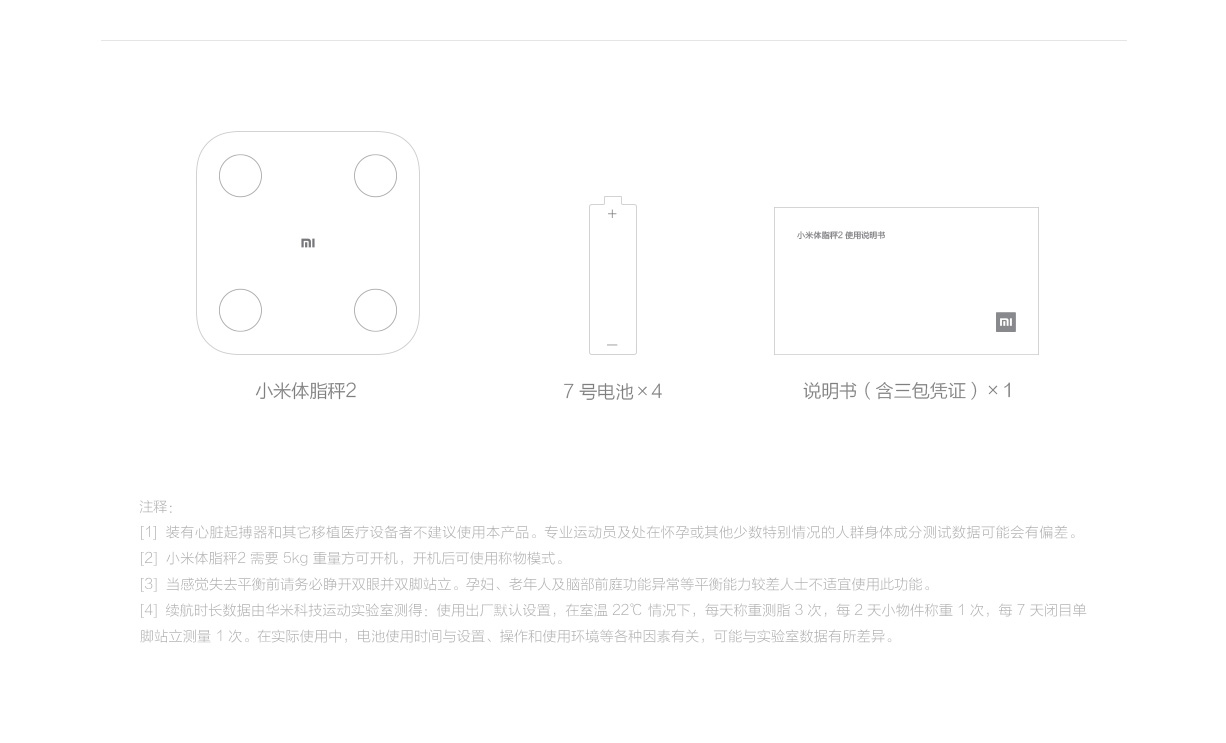 mi
+
小米体脂秤2 使用说明书
mi
—
小米体脂秤2
7 号电池×4
说明书（含三包凭证）×1
注释：
[1] 装有心脏起搏器和其它移植医疗设备者不建议使用本产品。专业运动员及处在怀孕或其他少数特别情况的人群身体成分测试数据可能会有偏差。
[2] 小米体脂秤2 需要 5kg 重量方可开机，开机后可使用称物模式。
[3] 当感觉失去平衡前请务必睁开双眼并双脚站立。孕妇、老年人及脑部前庭功能异常等平衡能力较差人士不适宜使用此功能。
[4] 续航时长数据由华米科技运动实验室测得：使用出厂默认设置，在室温 22℃ 情况下，每天称重测脂 3 次，每 2 天小物件称重 1 次，每 7 天闭目单
脚站立测量 1 次。在实际使用中，电池使用时间与设置、操作和使用环境等各种因素有关，可能与实验室数据有所差异。